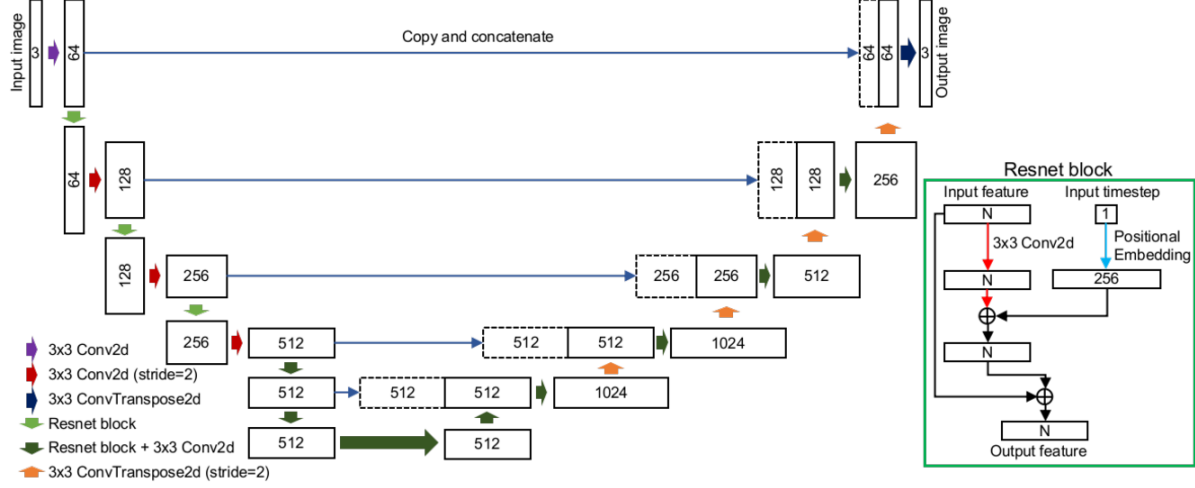 Input image
3
64
Copy and concatenate
64
64
3
Output image
64
128
128
128
256
128
256
256
256
512
256
512
512
512
1024
512
512
512
1024
512
512
3x3 Conv2d
3x3 Conv2d (stride=2)
3x3 ConvTranspose2d
Resnet block
Resnet block + 3x3 Conv2d
3x3 ConvTranspose2d (stride=2)
Resnet block
Input feature
Input timestep
N
1
3x3 Conv2d
Positional
Embedding
N
256
N
N
Output feature